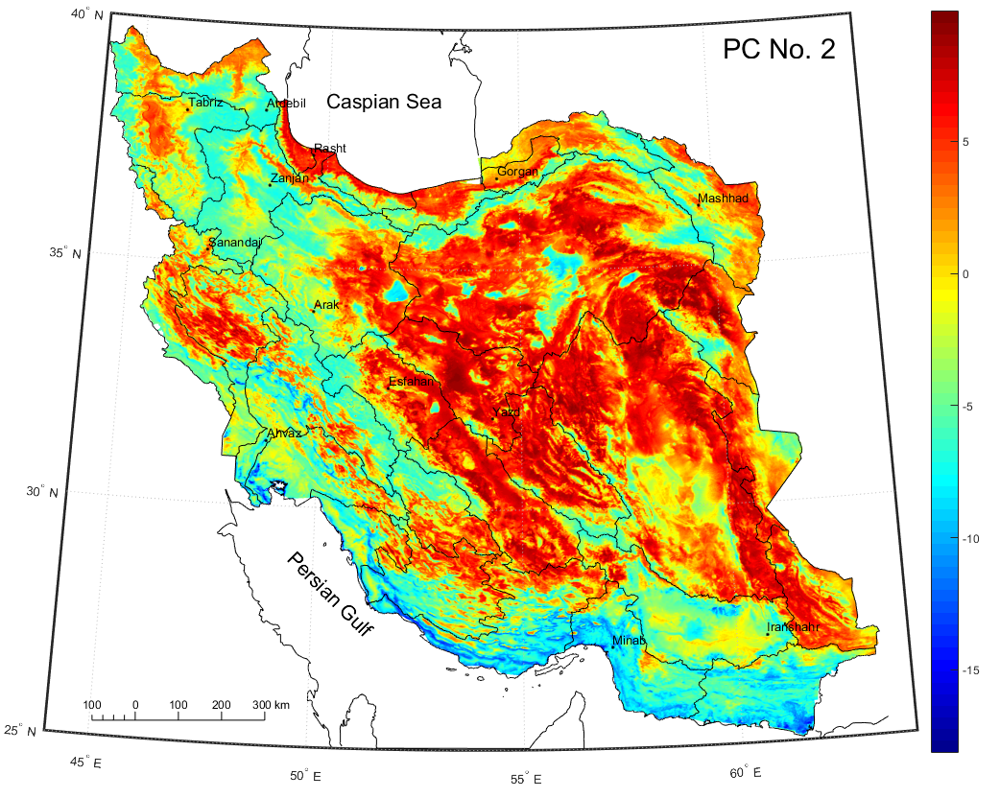 40° N
PC No. 2
Caspian Sea
Tabriz
Ardebil
Rasht
Zanjan
Gorgan
Mashhad
5
35° N
Sanandaj
0
Arak
Esfahan
Yazd
-5
Ahvaz
30° N
-10
Persian Gulf
Iranshahr
Minab
-15
100 0 100 200 300 km
25° N
45° E
50° E
55° E
60° E